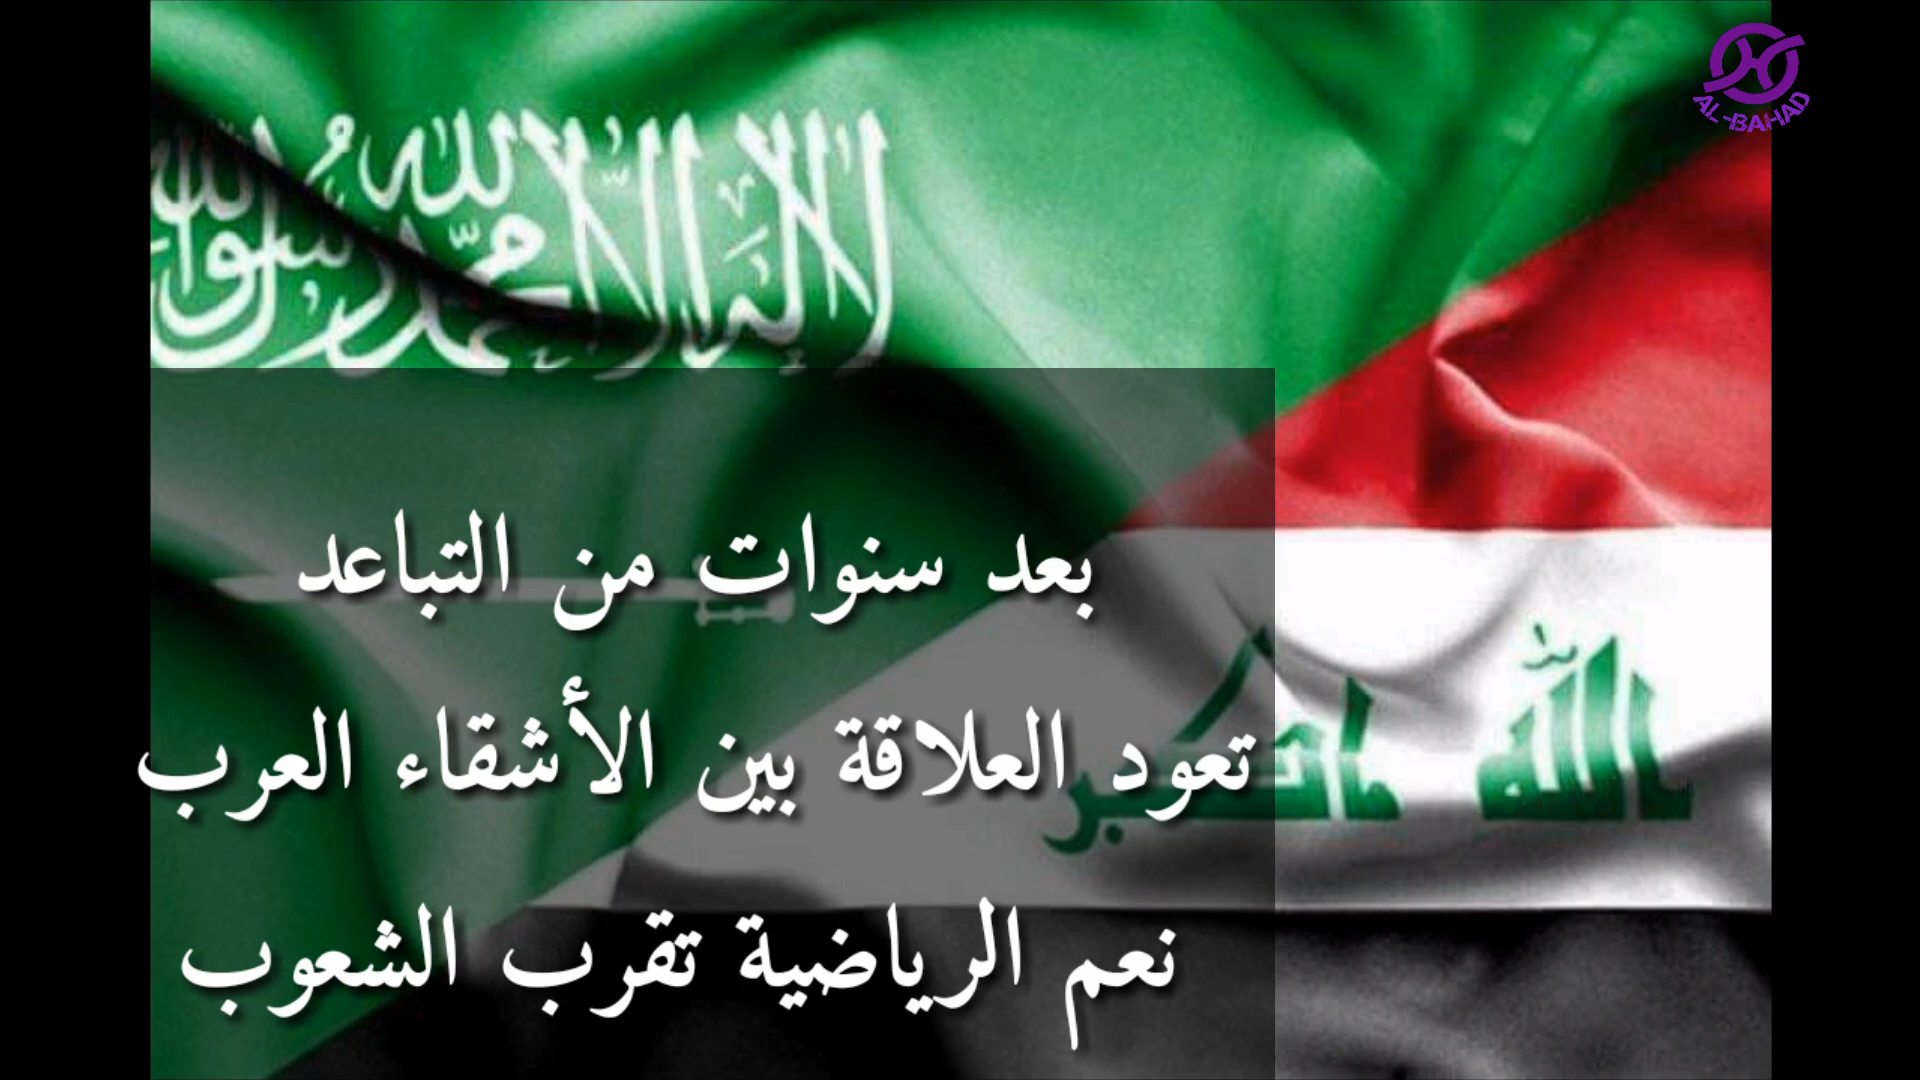 AL-BAHAD
لا إله إلا الله محمد رسول الله
بعد سنوات من التباعد
تعود العلاقة بين الأشقاء العرب
نعم الرياضية تقرب الشعوب
الله اكبر